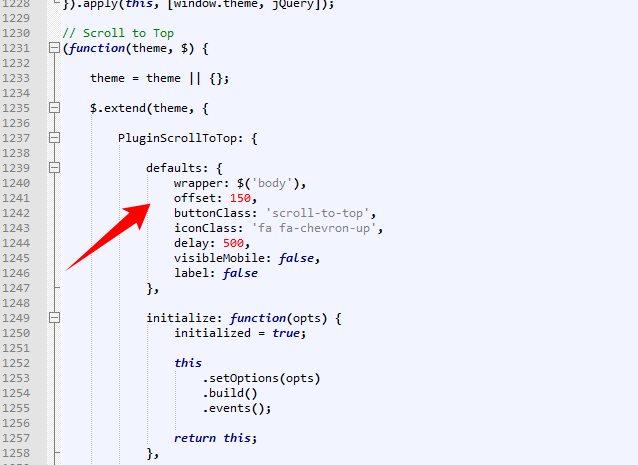 1228 }).apply(this, [window.theme, jQuery]);
1229
1230 // Scroll to Top
1231 (function(theme, $) {
1232
1233 theme = theme || {};
1234
1235 $.extend(theme, {
1236
1237 PluginScrollToTop: {
1238
1239 defaults: {
1240 wrapper: $('body'),
1241 offset: 150,
1242 buttonClass: 'scroll-to-top',
1243 iconClass: 'fa fa-chevron-up',
1244 delay: 500,
1245 visibleMobile: false,
1246 label: false
1247 },
1248
1249 initialize: function(opts) {
1250 initialized = true;
1251
1252 this
1253 .setOptions(opts)
1254 .build()
1255 .events();
1256
1257 return this;
1258 },